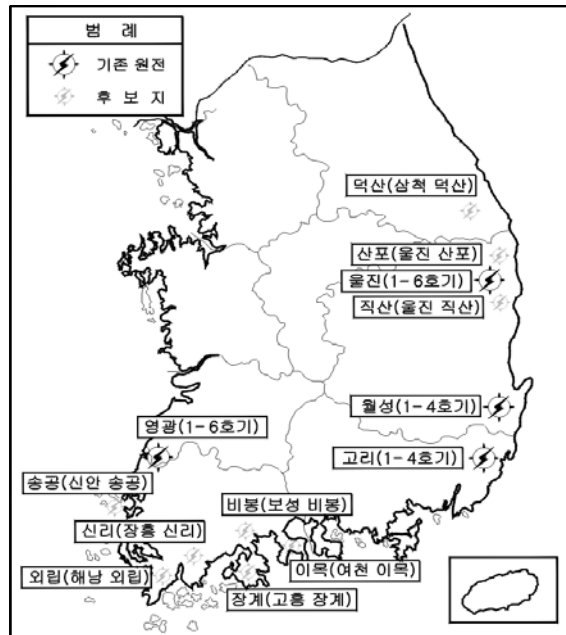 범 례
기존 원전
후 보 지
덕산(삼척 덕산)
산포(울진 산포)
울진(1-6호기)
직산(울진 직산)
월성(1-4호기)
영광(1-6호기)
고리(1-4호기)
송공(신안 송공)
비봉(보성 비봉)
신리(장흥 신리)
외립(해남 외립)
이목(여천 이목)
장계(고흥 장계)